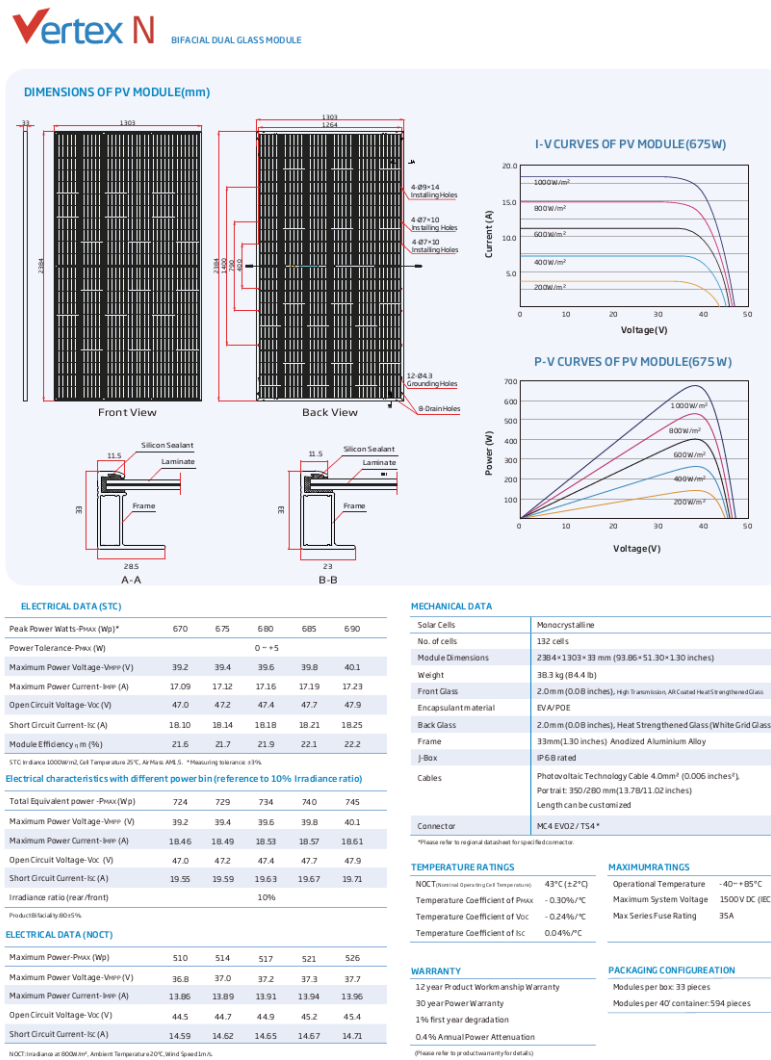 Vertex N BIFACIAL DUAL GLASS MODULE
DIMENSIONS OF PV MODULE(mm)
33
1303
2384
Front View
1303
1264
2384
1400
790
400
4-Ø9×14
Installing Holes
4-Ø7×10
Installing Holes
4-Ø7×10
Installing Holes
12-Ø4.3
Grounding Holes
8-Drain Holes
Back View
11.5
Silicon Sealant
Laminate
Frame
33
28.5
A-A
11.5
Silicon Sealant
Laminate
Frame
33
23
B-B
I-V CURVES OF PV MODULE(675W)
Current (A)
20.0
15.0
10.0
5.0
1000W/m²
800W/m²
600W/m²
400W/m²
200W/m²
0 10 20 30 40 50
Voltage(V)
P-V CURVES OF PV MODULE(675W)
Power (W)
700
600
500
400
300
200
100
1000W/m²
800W/m²
600W/m²
400W/m²
200W/m²
0 10 20 30 40 50
Voltage(V)
ELECTRICAL DATA (STC)
Peak Power Watts-PMAX (Wp)* 670 675 680 685 690
Power Tolerance-PMAX (W) 0 ~ +5
Maximum Power Voltage-VMPP (V) 39.2 39.4 39.6 39.8 40.1
Maximum Power Current-IMPP (A) 17.09 17.12 17.16 17.19 17.23
Open Circuit Voltage-VOC (V) 47.0 47.2 47.4 47.7 47.9
Short Circuit Current-ISC (A) 18.10 18.14 18.18 18.21 18.25
Module Efficiency η m (%) 21.6 21.7 21.9 22.1 22.2
STC: Irrdiance 1000W/m2, Cell Temperature 25°C, Air Mass AM1.5. *Measuring tolerance: ±3%.
Electrical characteristics with different power bin (reference to 10% Irradiance ratio)
Total Equivalent power -PMAX (Wp) 724 729 734 740 745
Maximum Power Voltage-VMPP (V) 39.2 39.4 39.6 39.8 40.1
Maximum Power Current-IMPP (A) 18.46 18.49 18.53 18.57 18.61
Open Circuit Voltage-VOC (V) 47.0 47.2 47.4 47.7 47.9
Short Circuit Current-ISC (A) 19.55 19.59 19.63 19.67 19.71
Irradiance ratio (rear/front) 10%
Product Bifaciality:80±5%.
ELECTRICAL DATA (NOCT)
Maximum Power-PMAX (Wp) 510 514 517 521 526
Maximum Power Voltage-VMPP (V) 36.8 37.0 37.2 37.3 37.7
Maximum Power Current-IMPP (A) 13.86 13.89 13.91 13.94 13.96
Open Circuit Voltage-VOC (V) 44.5 44.7 44.9 45.2 45.4
Short Circuit Current-ISC (A) 14.59 14.62 14.65 14.67 14.71
NOCT: Irradiance at 800W/m², Ambient Temperature 20°C, Wind Speed 1m/s.
MECHANICAL DATA
Solar Cells Monocrystalline
No. of cells 132 cells
Module Dimensions 2384×1303×33 mm (93.86×51.30×1.30 inches)
Weight 38.3 kg (84.4 lb)
Front Glass 2.0 mm (0.08 inches), High Transmission, AR Coated Heat Strengthened Glass
Encapsulant material EVA/POE
Back Glass 2.0 mm (0.08 inches), Heat Strengthened Glass (White Grid Glass
Frame 33mm(1.30 inches) Anodized Aluminium Alloy
J-Box IP 68 rated
Cables Photovoltaic Technology Cable 4.0mm² (0.006 inches²),
Portrait: 350/280 mm(13.78/11.02 inches)
Length can be customized
Connector MC4 EVO2 / TS4*
*Please refer to regional datasheet for specified connector.
TEMPERATURE RATINGS
NOCT (Nominal Operating Cell Temperature) 43°C (±2°C)
Temperature Coefficient of PMAX - 0.30%/°C
Temperature Coefficient of VOC - 0.24%/°C
Temperature Coefficient of ISC 0.04%/°C
MAXIMUMRATINGS
Operational Temperature -40~+85°C
Maximum System Voltage 1500V DC (IEC
Max Series Fuse Rating 35A
WARRANTY
12 year Product Workmanship Warranty
30 year Power Warranty
1% first year degradation
0.4% Annual Power Attenuation
(Please refer to product warranty for details)
PACKAGING CONFIGUREATION
Modules per box: 33 pieces
Modules per 40' container: 594 pieces